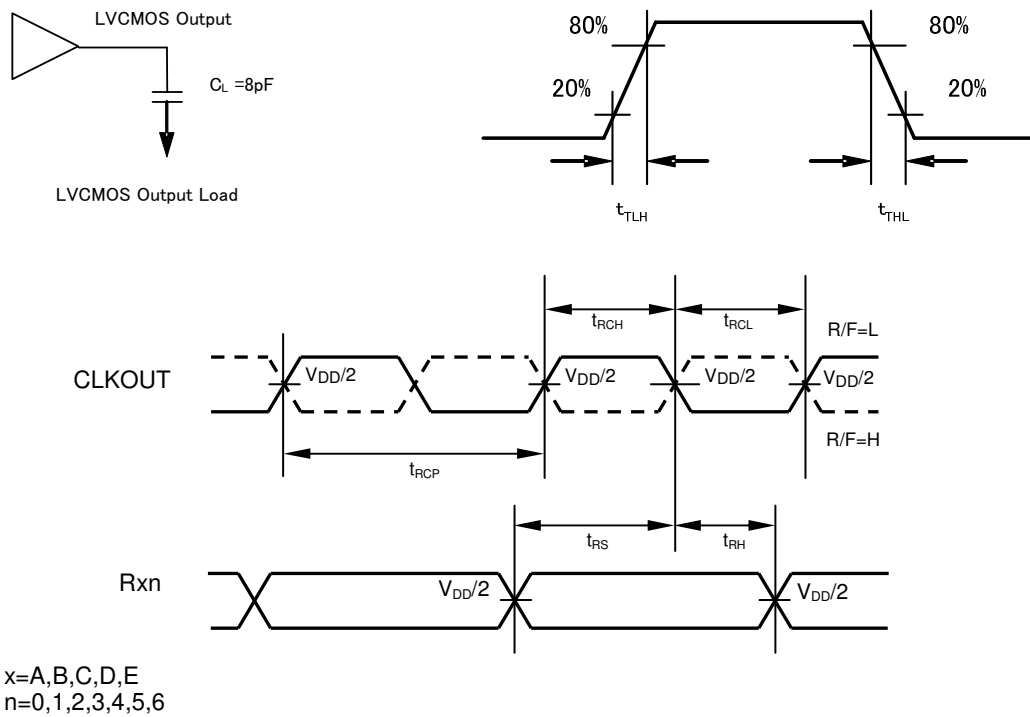 LVCMOS Output
C_L =8pF
LVCMOS Output Load
80%
80%
20%
20%
t_TLH
t_THL
t_RCH
t_RCL
R/F=L
CLKOUT
V_DD/2
V_DD/2
V_DD/2
V_DD/2
R/F=H
t_RCP
t_RS
t_RH
Rxn
V_DD/2
V_DD/2
x=A,B,C,D,E
n=0,1,2,3,4,5,6